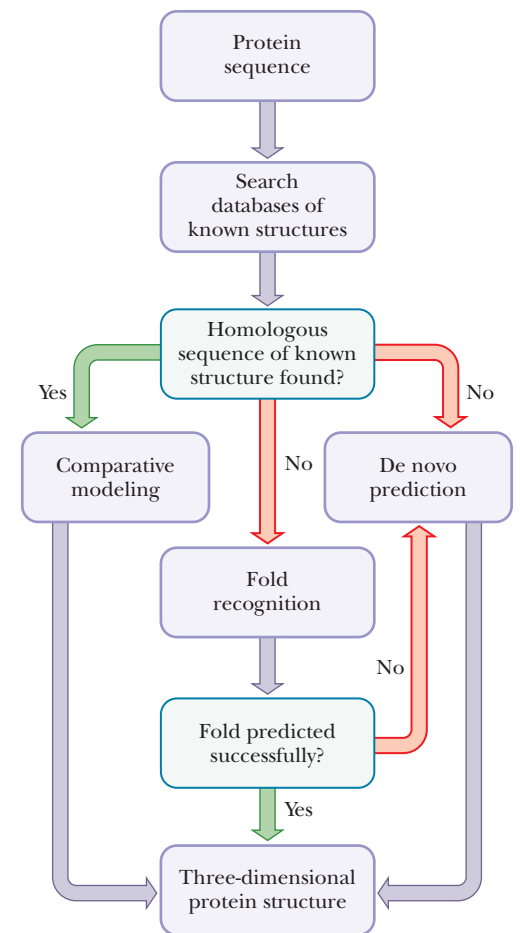 Protein
sequence
Search
databases of
known structures
Homologous
sequence of known
structure found?
Yes
No
No
Comparative
modeling
De novo
prediction
Fold
recognition
No
Fold predicted
successfully?
Yes
Three-dimensional
protein structure